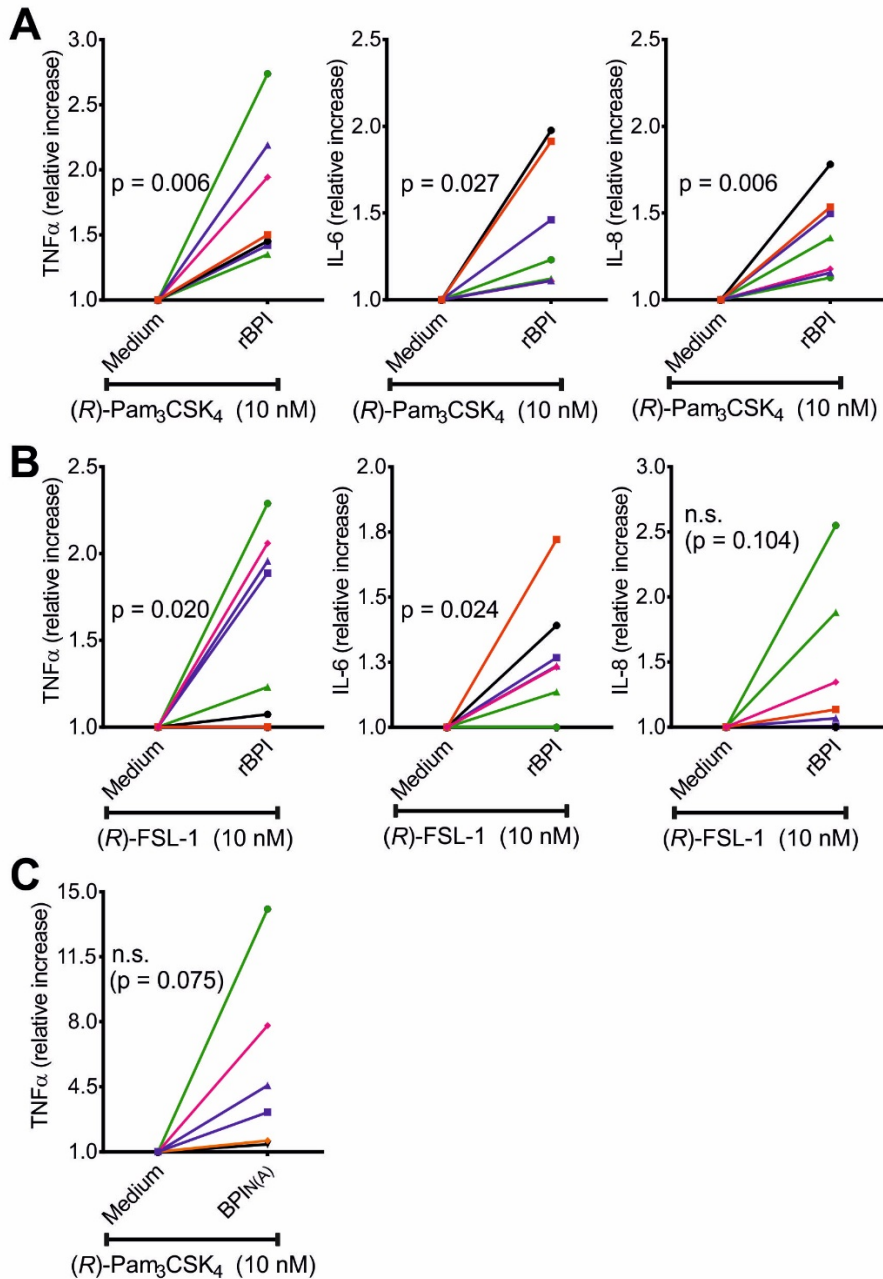 A
TNFα (relative increase)
3.0
2.5
2.0
1.5
1.0
p = 0.006
Medium
rBPI
(R)-Pam₃CSK₄ (10 nM)
IL-6 (relative increase)
2.0
1.5
1.0
p = 0.027
Medium
rBPI
(R)-Pam₃CSK₄ (10 nM)
IL-8 (relative increase)
2.0
1.5
1.0
p = 0.006
Medium
rBPI
(R)-Pam₃CSK₄ (10 nM)
B
TNFα (relative increase)
2.5
2.0
1.5
1.0
p = 0.020
Medium
rBPI
(R)-FSL-1 (10 nM)
IL-6 (relative increase)
2.0
1.8
1.5
1.3
1.0
p = 0.024
Medium
rBPI
(R)-FSL-1 (10 nM)
IL-8 (relative increase)
3.0
2.5
2.0
1.5
1.0
n.s.
(p = 0.104)
Medium
rBPI
(R)-FSL-1 (10 nM)
C
TNFα (relative increase)
15.0
11.5
8.0
4.5
1.0
n.s.
(p = 0.075)
Medium
BPIN(A)
(R)-Pam₃CSK₄ (10 nM)